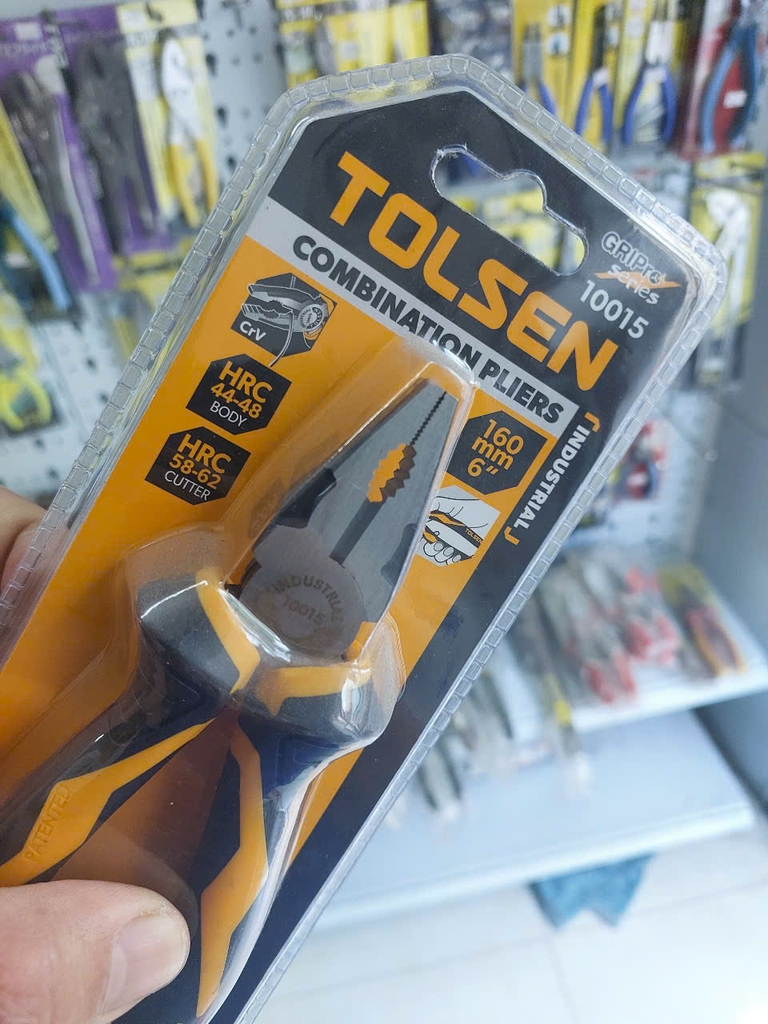 TOLSEN
GRIPro
series
10015
COMBINATION PLIERS
CrV
HRC
44-48
BODY
HRC
58-62
CUTTER
160
mm
6"
INDUSTRIAL
INDUSTRIAL
10015
PATENTED